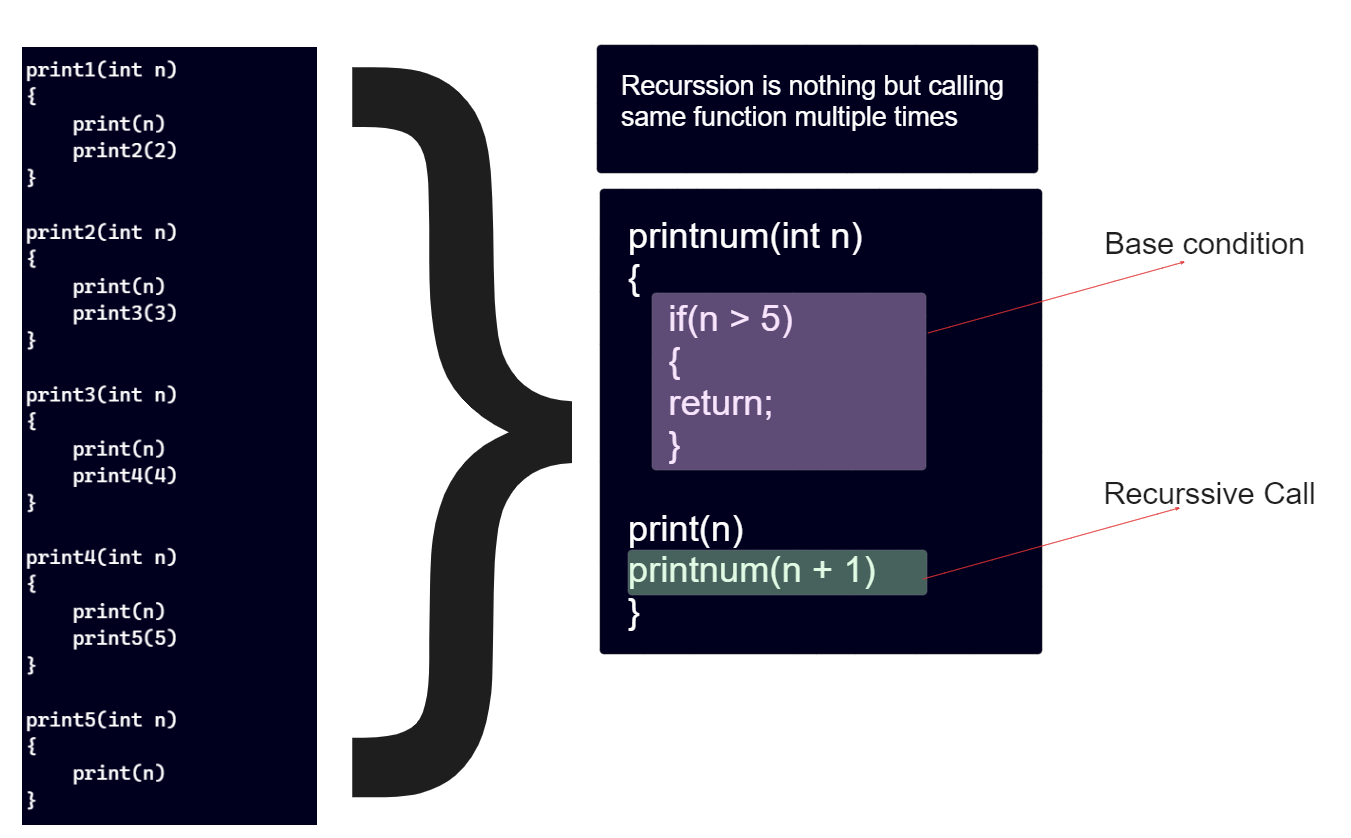 print1(int n)
{
print(n)
print2(2)
}
print2(int n)
{
print(n)
print3(3)
}
print3(int n)
{
print(n)
print4(4)
}
print4(int n)
{
print(n)
print5(5)
}
print5(int n)
{
print(n)
}
Recurssion is nothing but calling
same function multiple times
printnum(int n)
{
if(n > 5)
{
return;
}
print(n)
printnum(n + 1)
}
Base condition
Recurssive Call